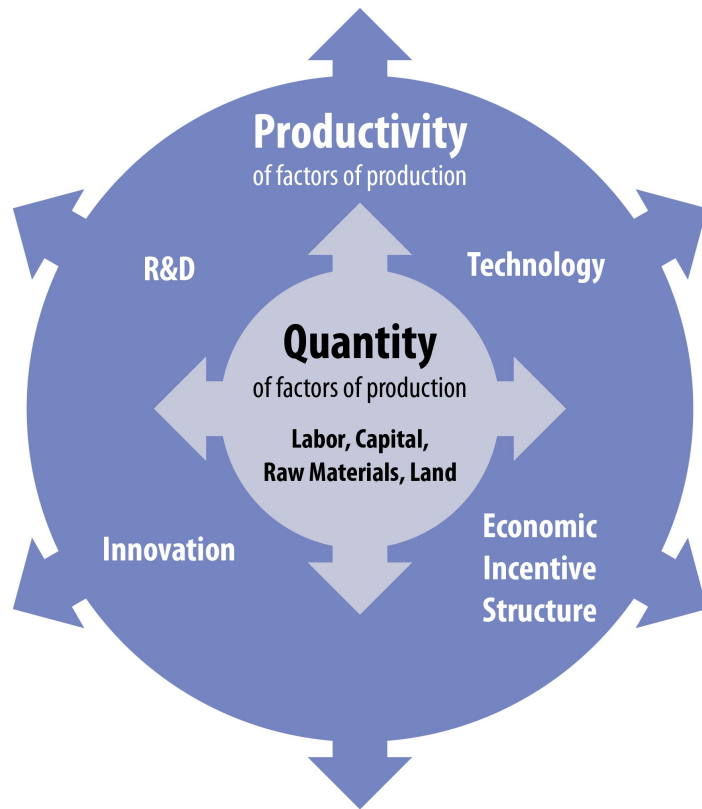 Productivity
of factors of production
R&D
Technology
Quantity
of factors of production
Labor, Capital,
Raw Materials, Land
Innovation
Economic
Incentive
Structure